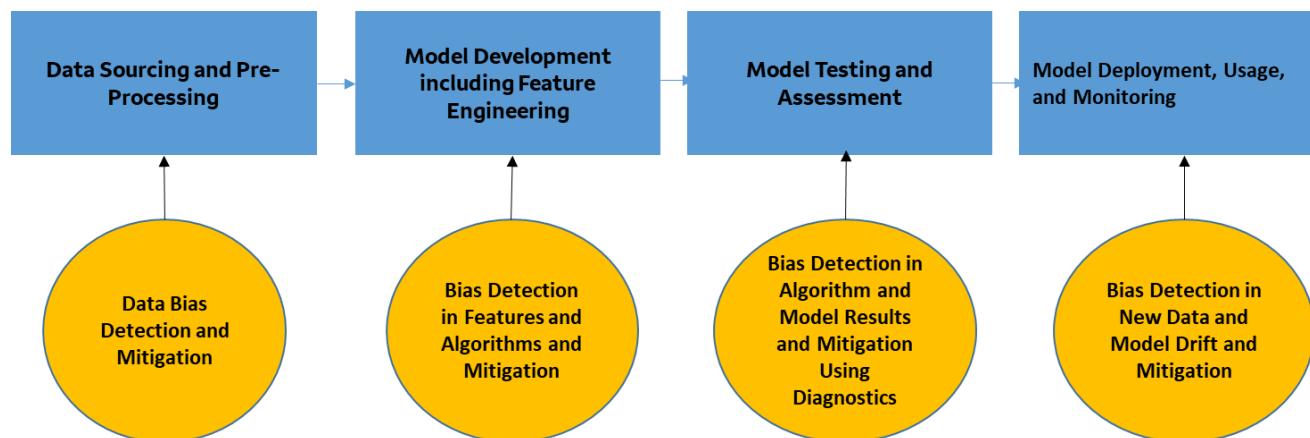 Data Sourcing and Pre-
Processing
Model Development
including Feature
Engineering
Model Testing and
Assessment
Model Deployment, Usage,
and Monitoring
Data Bias
Detection and
Mitigation
Bias Detection
in Features and
Algorithms and
Mitigation
Bias Detection in
Algorithm and
Model Results
and Mitigation
Using
Diagnostics
Bias Detection in
New Data and
Model Drift and
Mitigation